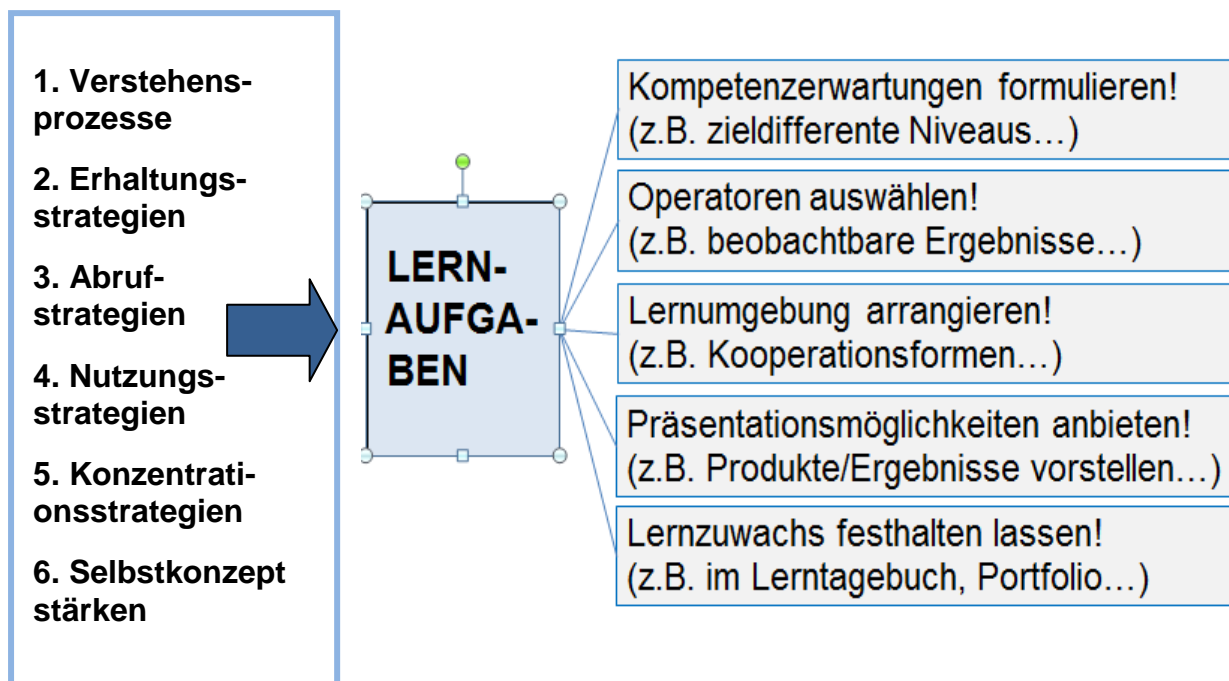 1. Verstehens-
prozesse
2. Erhaltungs-
strategien
3. Abruf-
strategien
4. Nutzungs-
strategien
5. Konzentrati-
onsstrategien
6. Selbstkonzept
stärken
LERN-
AUFGA-
BEN
Kompetenzerwartungen formulieren!
(z.B. zieldifferente Niveaus…)
Operatoren auswählen!
(z.B. beobachtbare Ergebnisse…)
Lernumgebung arrangieren!
(z.B. Kooperationsformen…)
Präsentationsmöglichkeiten anbieten!
(z.B. Produkte/Ergebnisse vorstellen…)
Lernzuwachs festhalten lassen!
(z.B. im Lerntagebuch, Portfolio…)